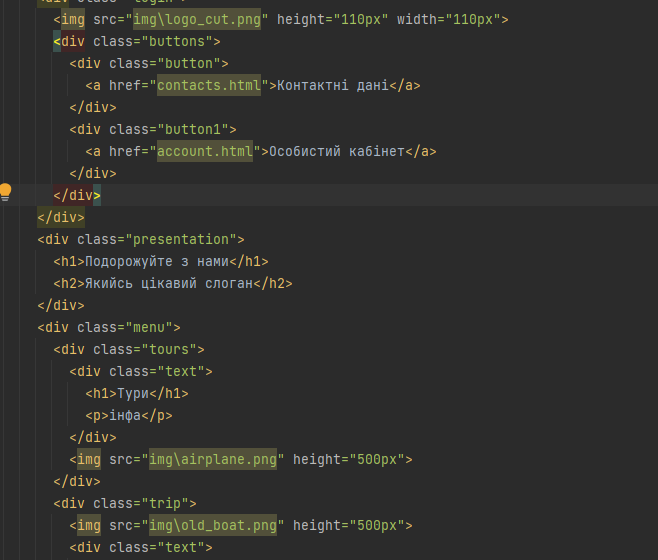 <div class="login">
<img src="img\logo_cut.png" height="110px" width="110px">
<div class="buttons">
<div class="button">
<a href="contacts.html">Контактні дані</a>
</div>
<div class="button1">
<a href="account.html">Особистий кабінет</a>
</div>
</div>
</div>
<div class="presentation">
<h1>Подорожуйте з нами</h1>
<h2>Якийсь цікавий слоган</h2>
</div>
<div class="menu">
<div class="tours">
<div class="text">
<h1>Тури</h1>
<p>інфа</p>
</div>
<img src="img\airplane.png" height="500px">
</div>
<div class="trip">
<img src="img\old_boat.png" height="500px">
<div class="text">